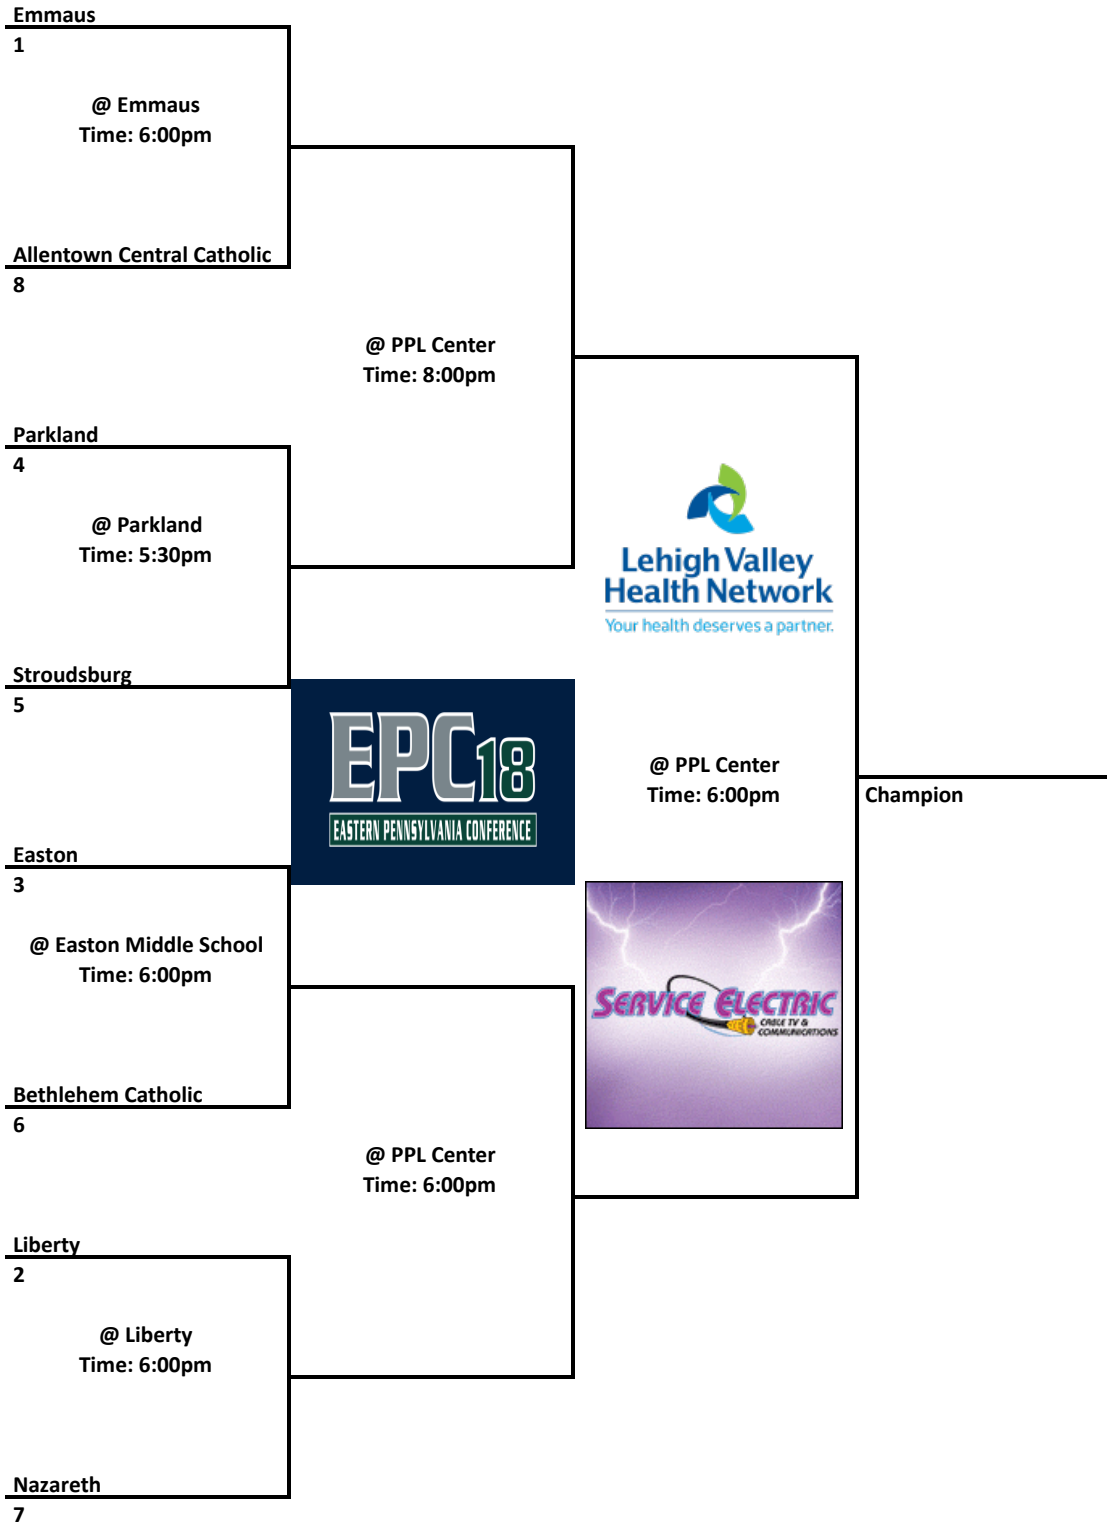 Emmaus
1
@ Emmaus
Time: 6:00pm
Allentown Central Catholic
8
@ PPL Center
Time: 8:00pm
Parkland
4
@ Parkland
Time: 5:30pm
Stroudsburg
5
Lehigh Valley
Health Network
Your health deserves a partner.
EPC18
EASTERN PENNSYLVANIA CONFERENCE
@ PPL Center
Time: 6:00pm
Champion
Easton
3
@ Easton Middle School
Time: 6:00pm
Bethlehem Catholic
6
SERVICE ELECTRIC
CABLE TV &
COMMUNICATIONS
@ PPL Center
Time: 6:00pm
Liberty
2
@ Liberty
Time: 6:00pm
Nazareth
7